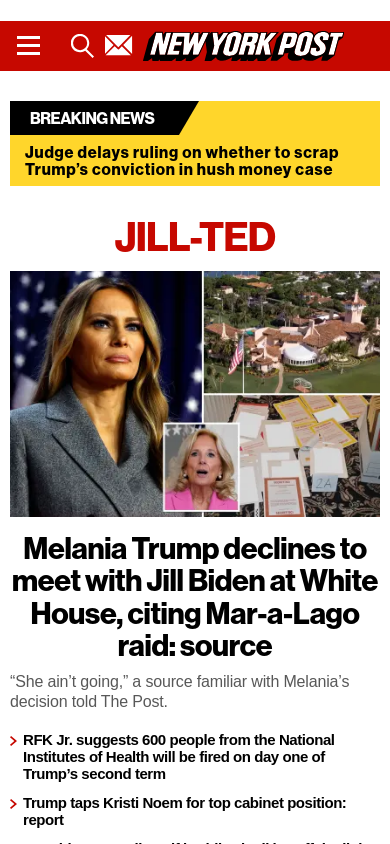 NEW YORK POST
BREAKING NEWS
Judge delays ruling on whether to scrap
Trump’s conviction in hush money case
JILL-TED
2A
Melania Trump declines to
meet with Jill Biden at White
House, citing Mar-a-Lago
raid: source
“She ain’t going,” a source familiar with Melania’s
decision told The Post.
RFK Jr. suggests 600 people from the National
Institutes of Health will be fired on day one of
Trump’s second term
Trump taps Kristi Noem for top cabinet position:
report